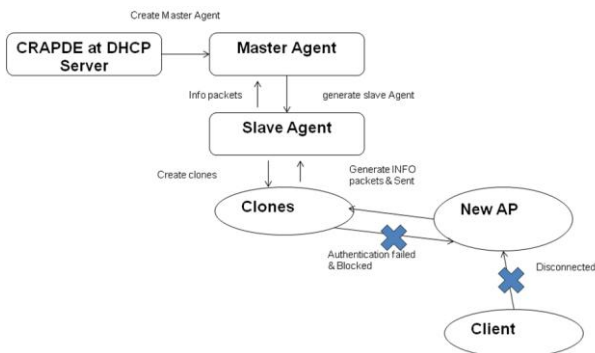 Create Master Agent
CRAPDE at DHCP
Server
Master Agent
Info packets
generate slave Agent
Slave Agent
Create clones
Generate INFO
packets & Sent
Clones
New AP
Authentication failed
& Blocked
Disconnected
Client